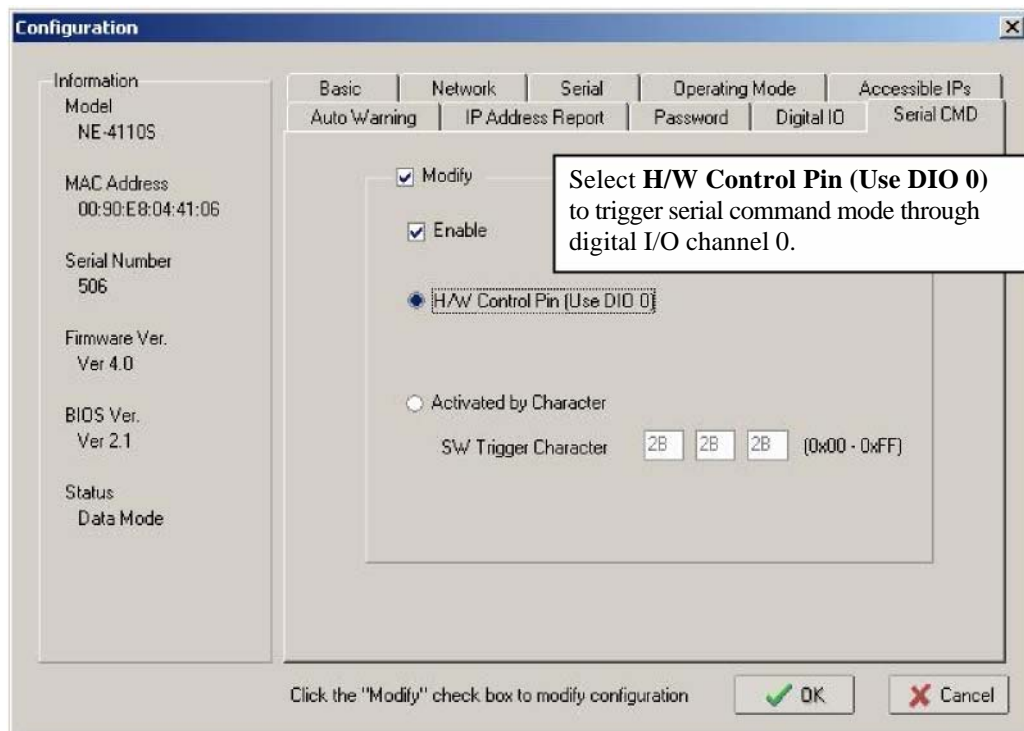 Configuration
Information
Model
NE-4110S
MAC Address
00:90:E8:04:41:06
Serial Number
506
Firmware Ver.
Ver 4.0
BIOS Ver.
Ver 2.1
Status
Data Mode
Basic Network Serial Operating Mode Accessible IPs
Auto Warning IP Address Report Password Digital IO Serial CMD
Modify
Select H/W Control Pin (Use DIO 0)
to trigger serial command mode through
digital I/O channel 0.
Enable
H/W Control Pin (Use DIO 0)
Activated by Character
SW Trigger Character 2B 2B 2B (0x00 - 0xFF)
Click the "Modify" check box to modify configuration OK Cancel